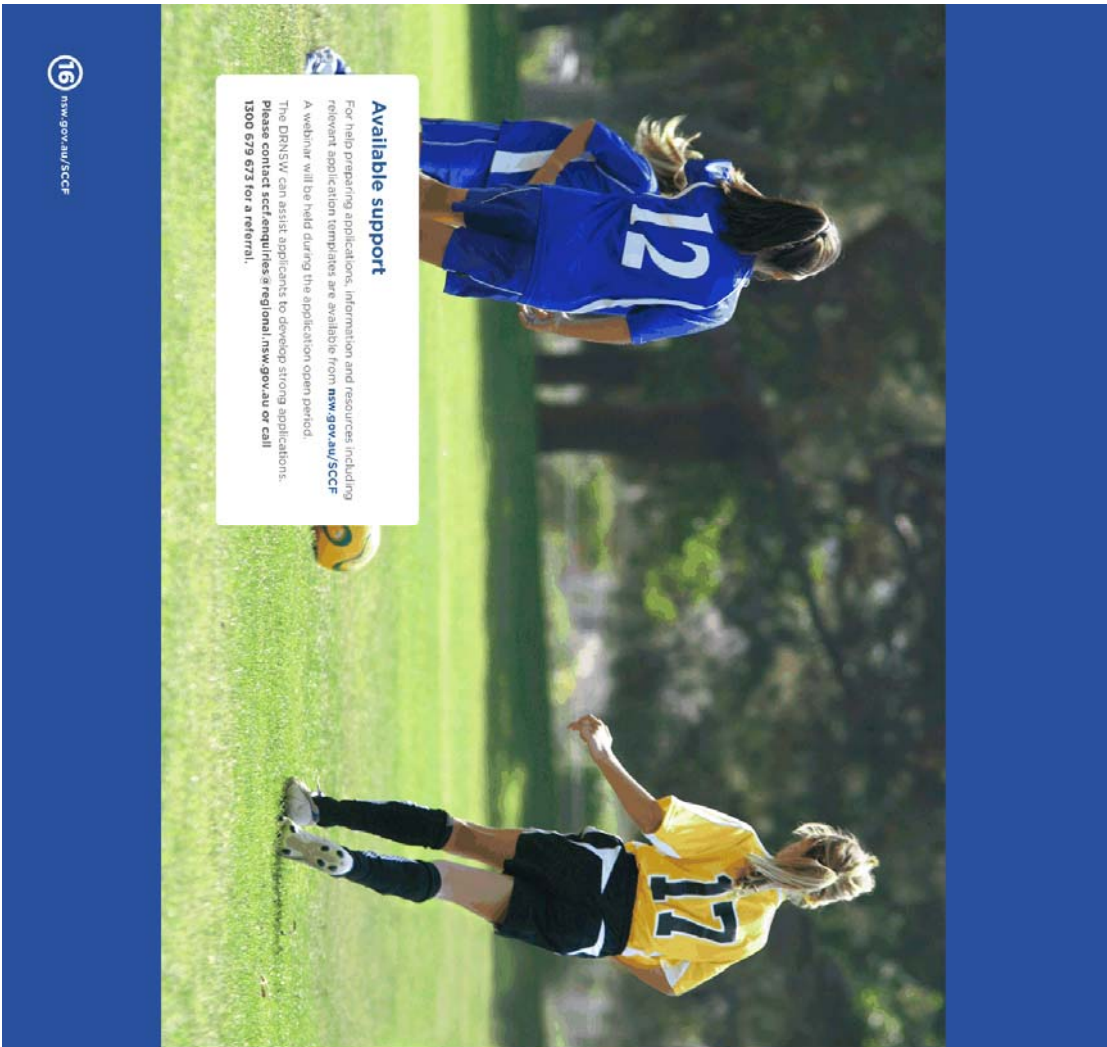 Available support
For help preparing applications, information and resources including
relevant application templates are available from nsw.gov.au/SCCF
A webinar will be held during the application open period.
The DRNSW can assist applicants to develop strong applications.
Please contact sccf.enquiries@regional.nsw.gov.au or call
1300 679 673 for a referral.
12
17
16 nsw.gov.au/SCCF